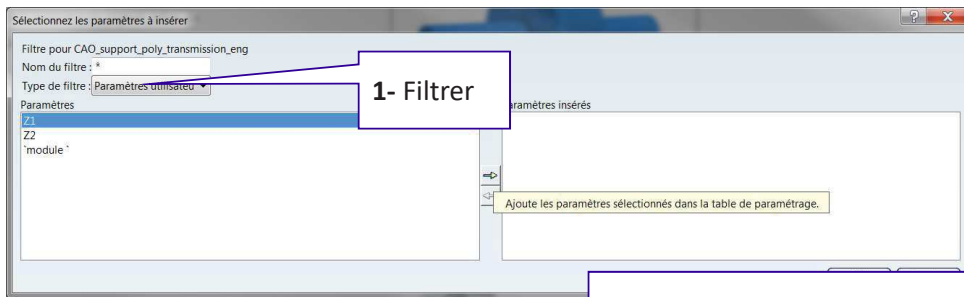 Sélectionnez les paramètres à insérer
Filtre pour CAO_support_poly_transmission_eng
Nom du filtre : *
Type de filtre : Paramètres utilisateu
1- Filtrer
Paramètres
Z1
Z2
`module `
aramètres insérés
Ajoute les paramètres sélectionnés dans la table de paramétrage.